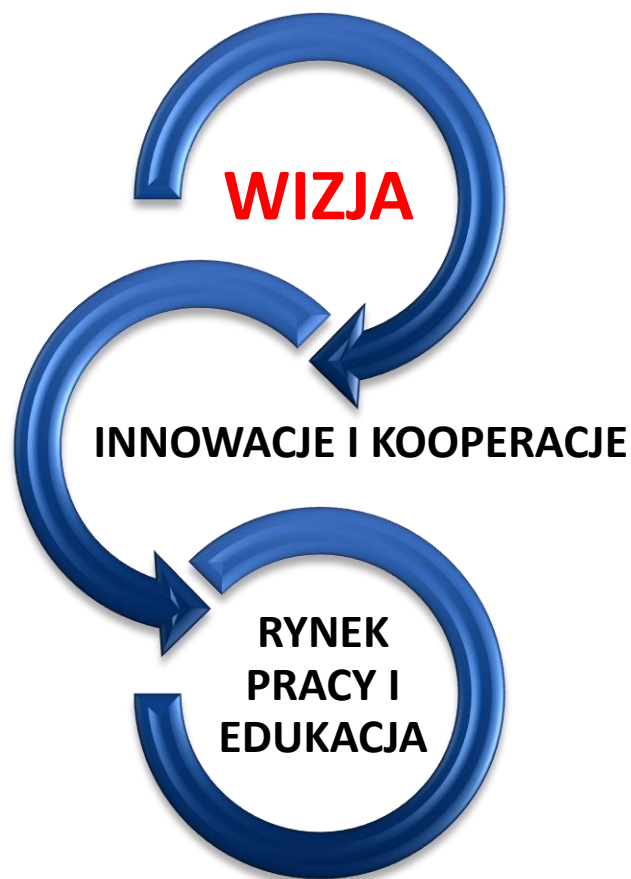 WIZJA
INNOWACJE I KOOPERACJE
RYNEK
PRACY I
EDUKACJA